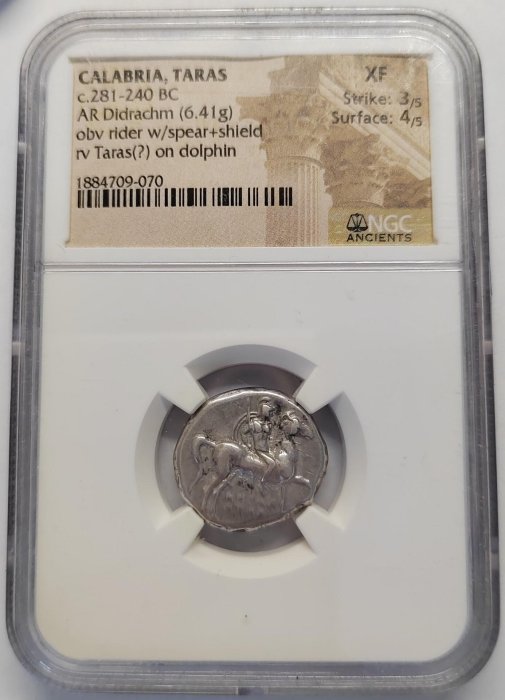 CALABRIA, TARAS
c.281-240 BC
AR Didrachm (6.41g)
obv rider w/spear+shield
rv Taras(?) on dolphin
1884709-070
XF
Strike: 3/5
Surface: 4/5
NGC
ANCIENTS